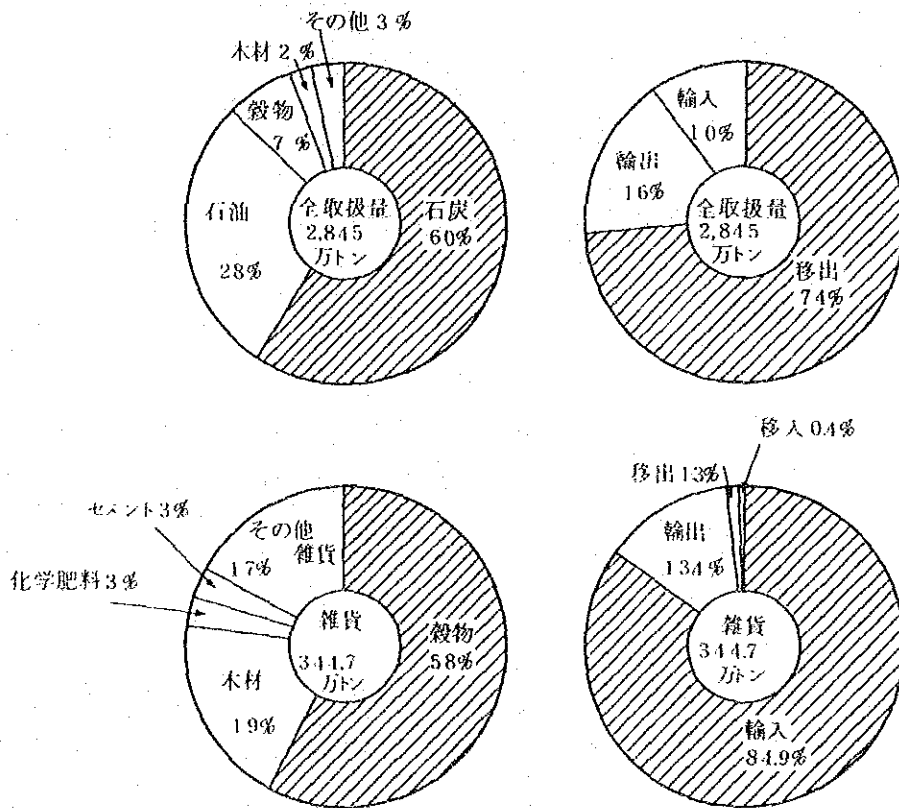 その他 3 %
木材 2 %
穀物
7 %
石油
28%
全取扱量
2,845
万トン
石炭
60%
輸入
10%
輸出
16%
全取扱量
2,845
万トン
移出
74%
セメント3%
化学肥料3%
その他
雑貨
17%
雑貨
344.7
万トン
穀物
58%
木材
19%
移入 0.4%
移出 1.3%
輸出
13.4%
雑貨
344.7
万トン
輸入
84.9%